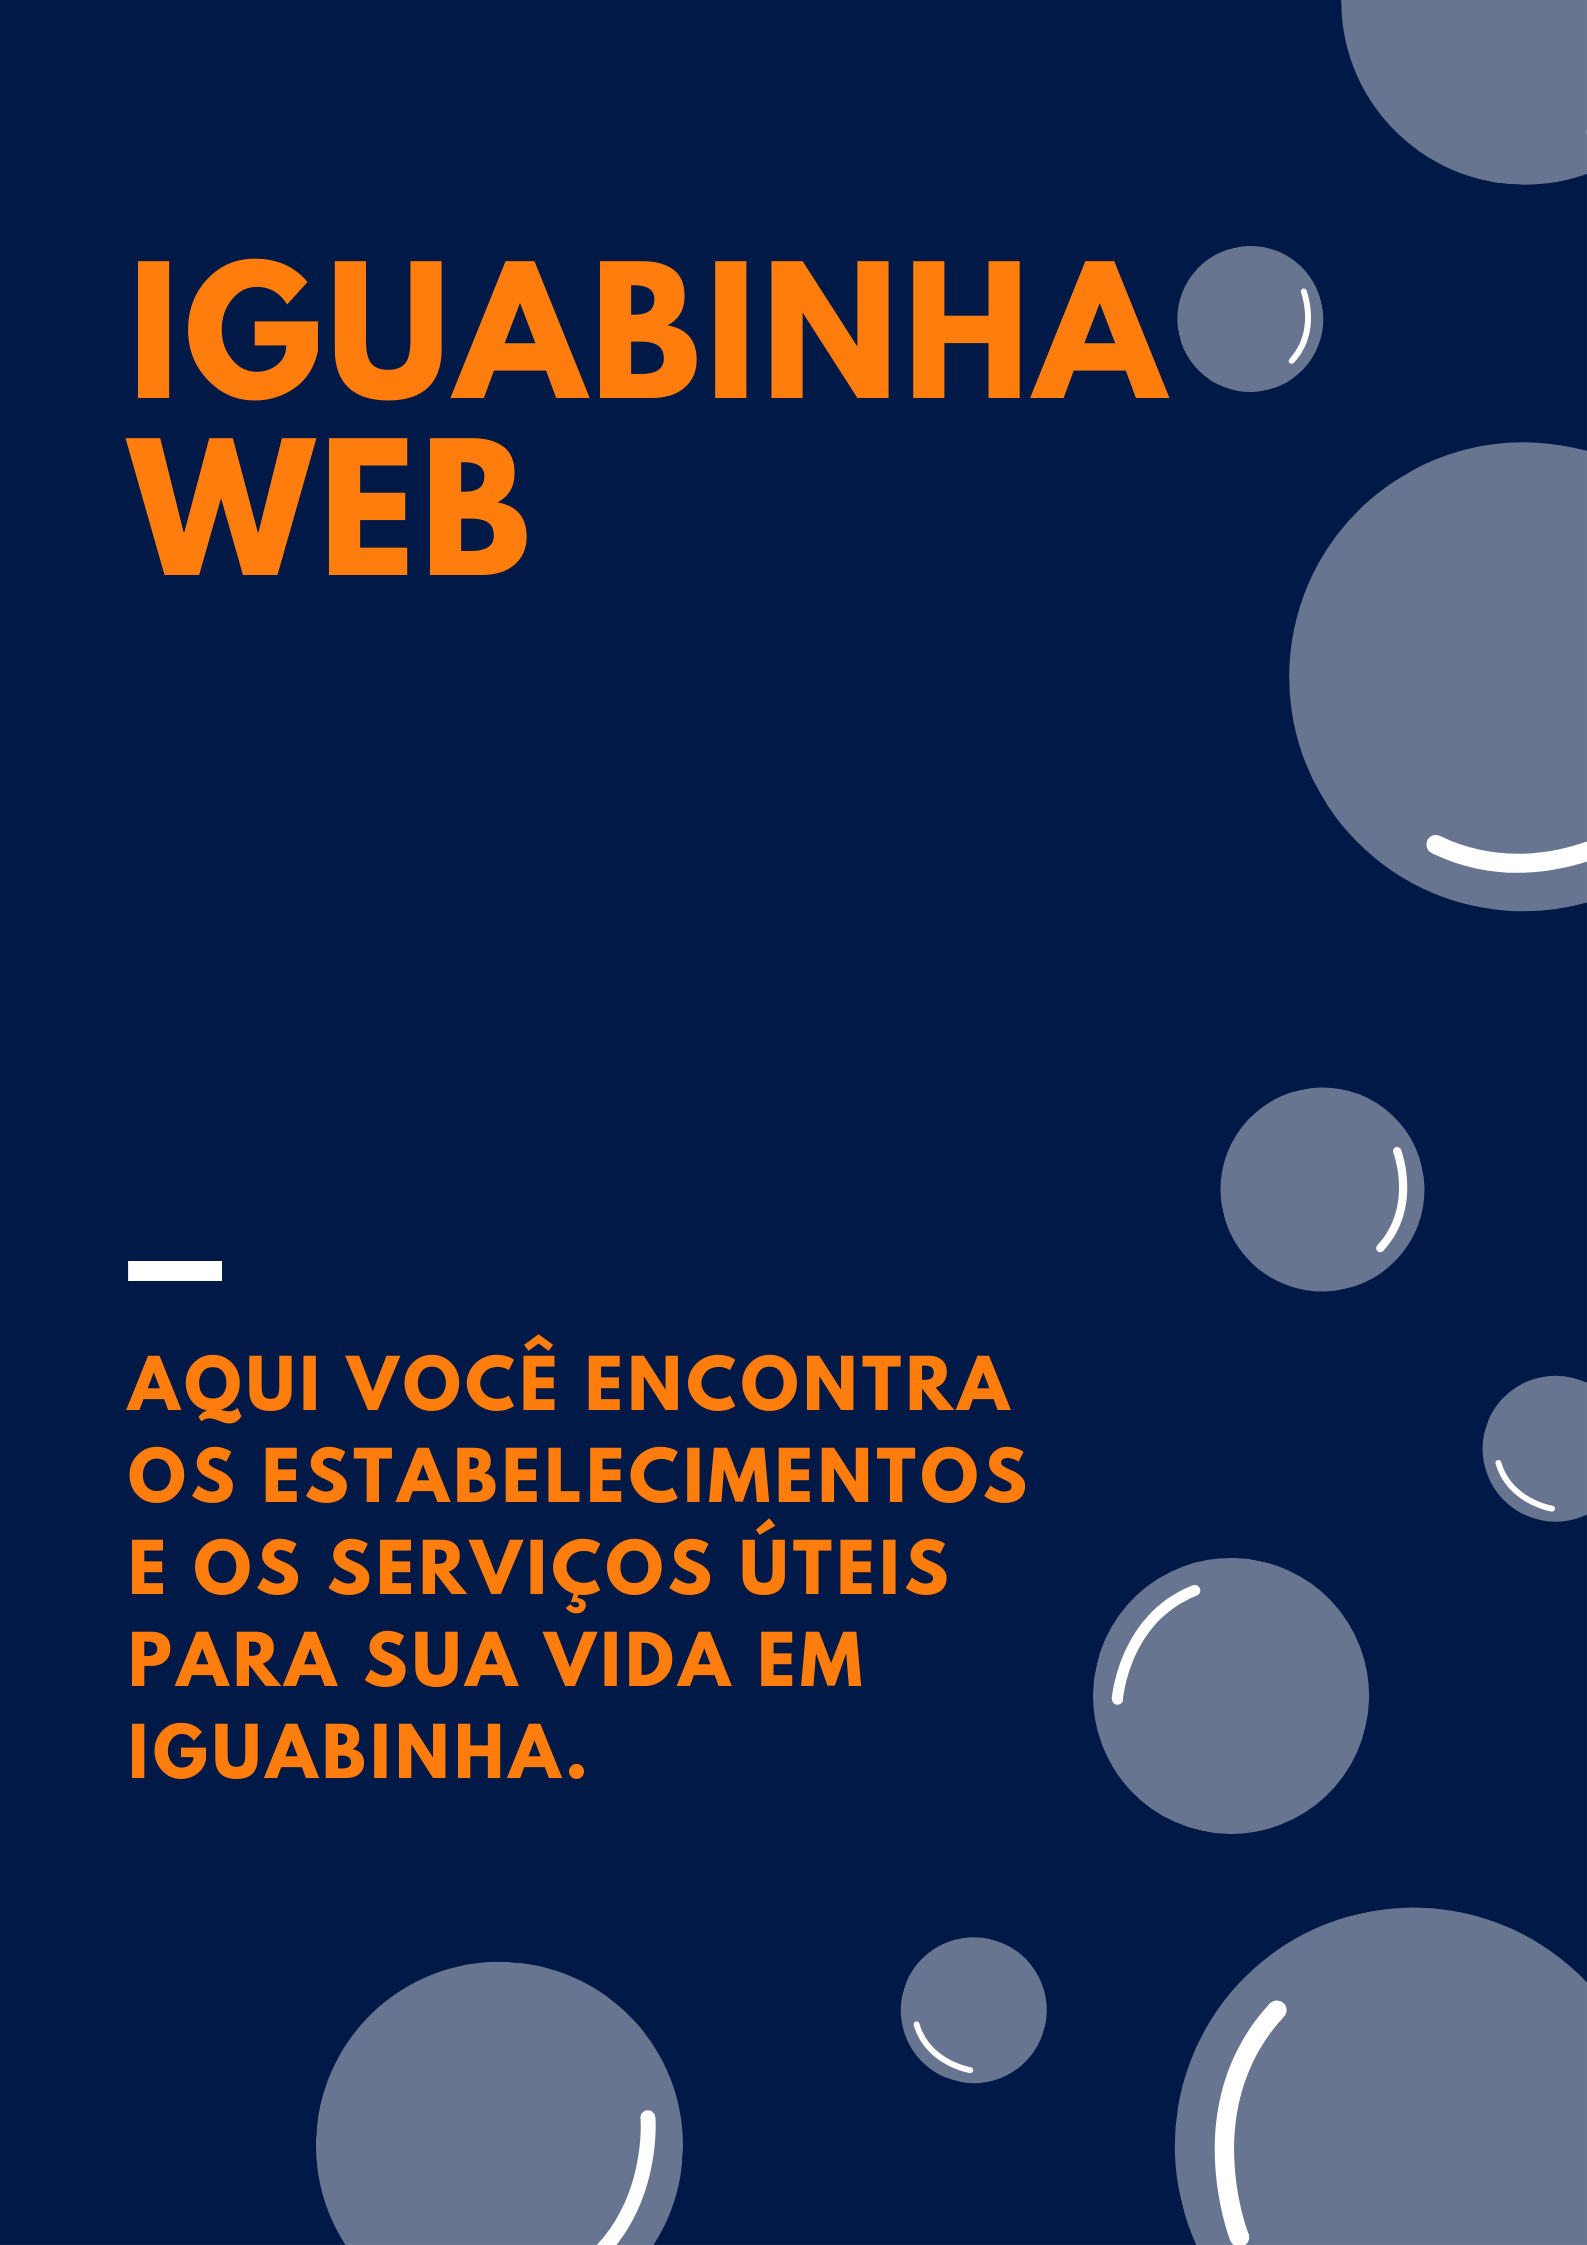 IGUABINHA
WEB
AQUI VOCÊ ENCONTRA
OS ESTABELECIMENTOS
E OS SERVIÇOS ÚTEIS
PARA SUA VIDA EM
IGUABINHA.